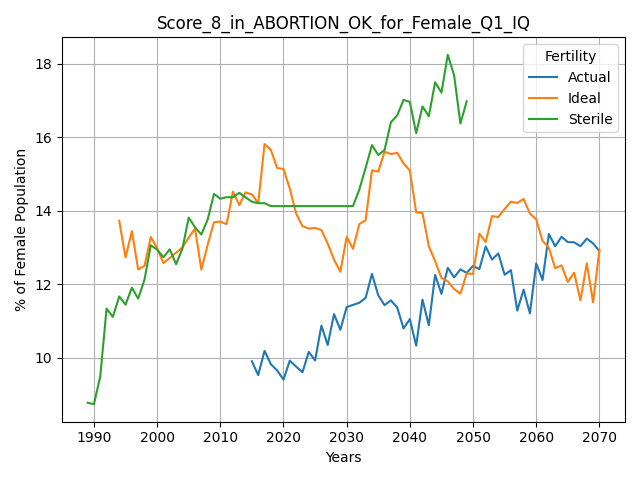 Score_8_in_ABORTION_OK_for_Female_Q1_IQ
Fertility
Actual
Ideal
Sterile
% of Female Population
18
16
14
12
10
1990 2000 2010 2020 2030 2040 2050 2060 2070
Years